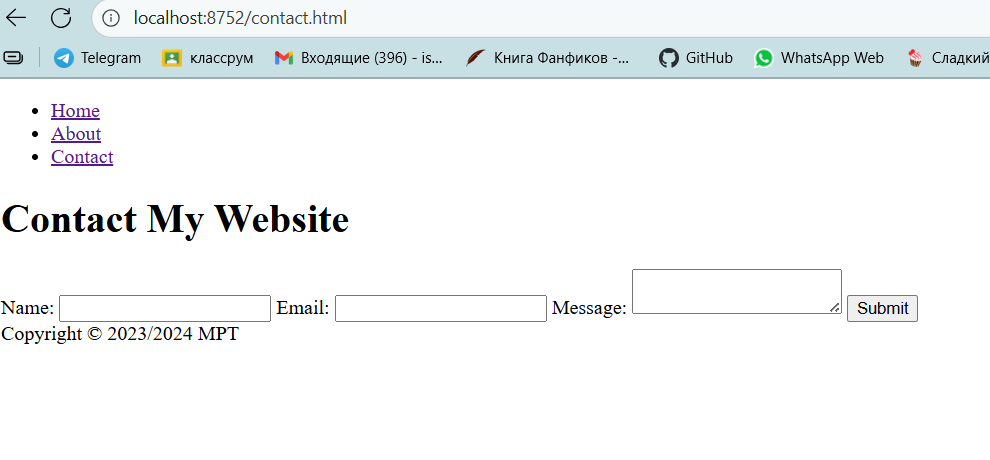 localhost:8752/contact.html
Telegram классрум Входящие (396) - is... Книга Фанфиков -... GitHub WhatsApp Web Сладкий
Home
About
Contact
Contact My Website
Name: Email: Message: Submit
Copyright © 2023/2024 MPT